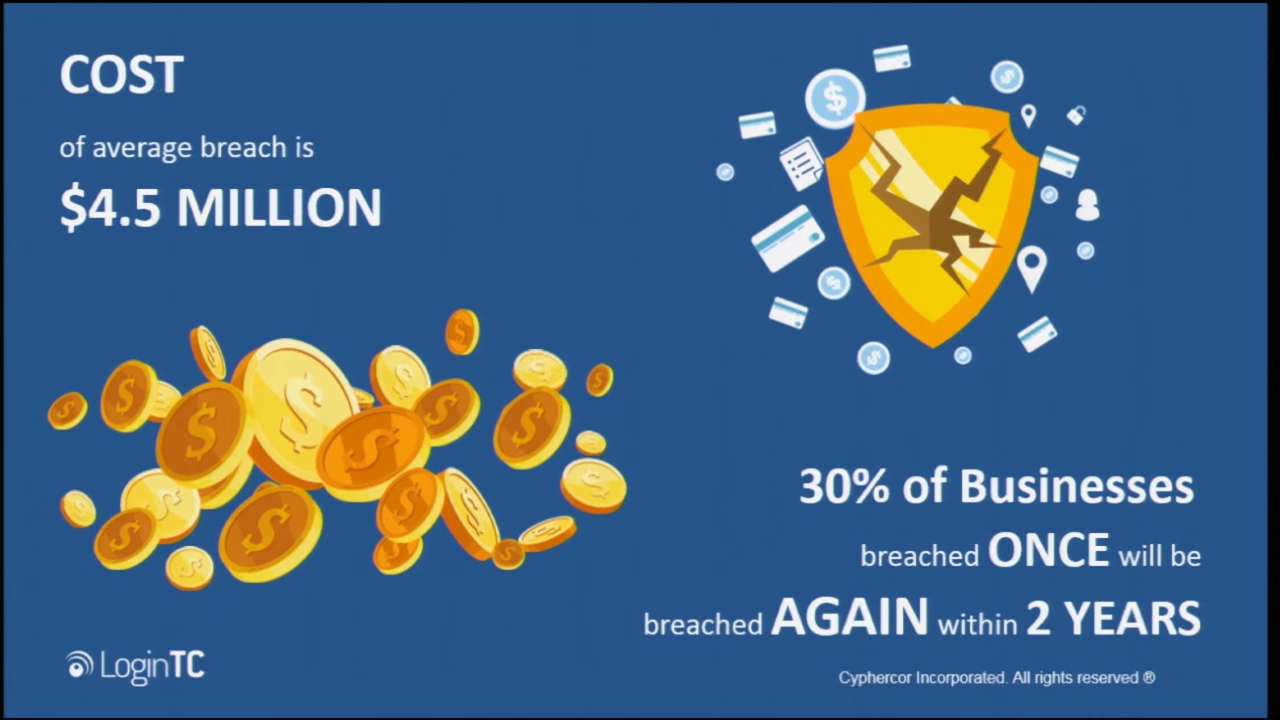 COST
of average breach is
$4.5 MILLION
30% of Businesses
breached ONCE will be
breached AGAIN within 2 YEARS
LoginTC
Cyphercor Incorporated. All rights reserved ®